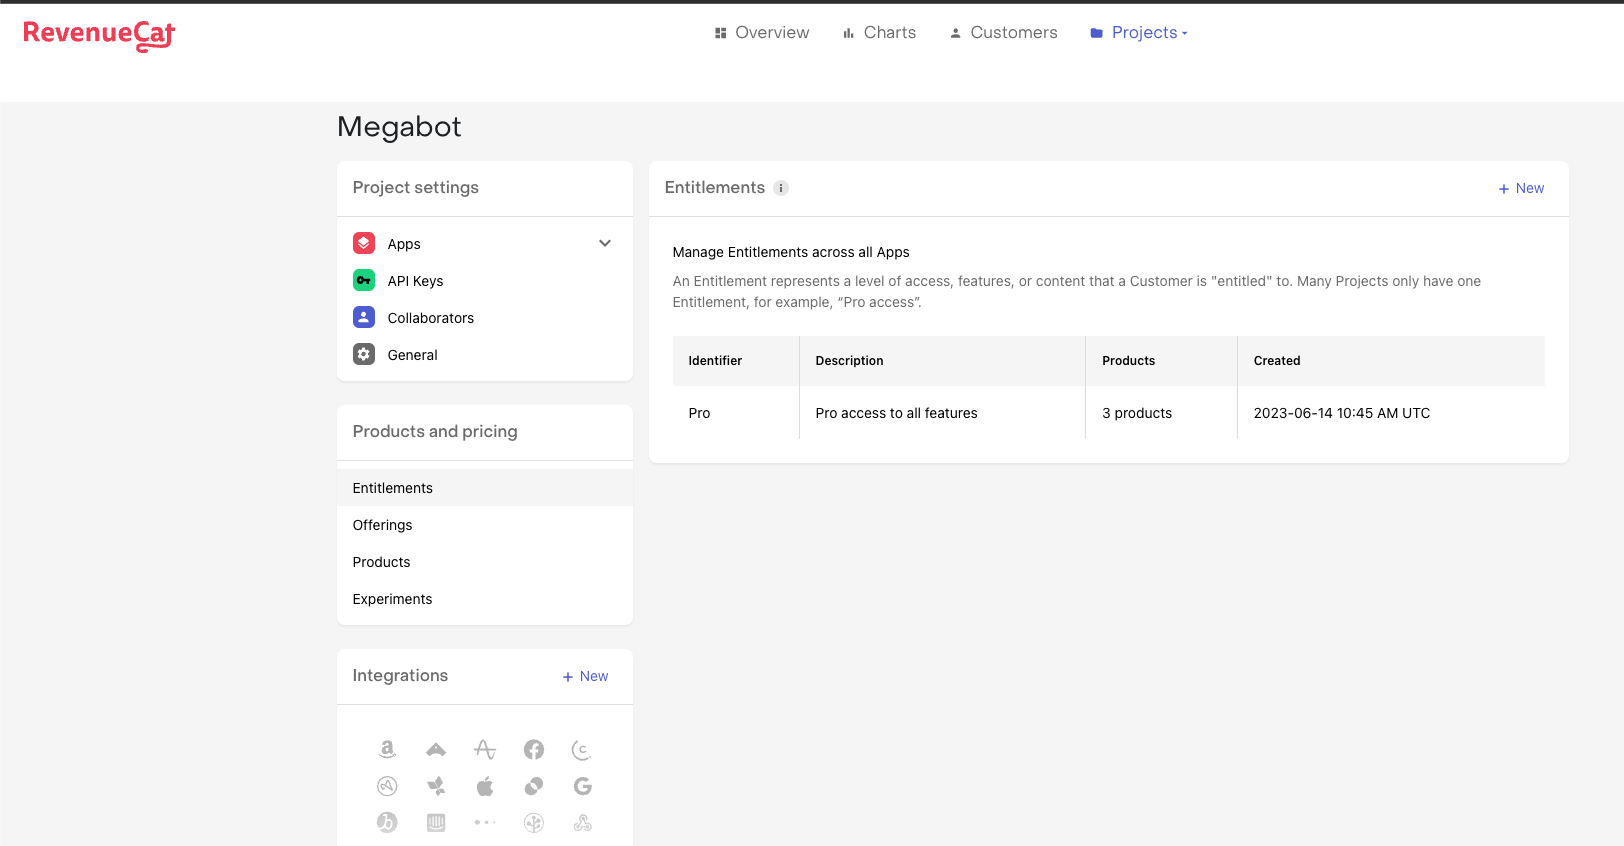 RevenueCat
Overview
Charts
Customers
Projects
Megabot
Project settings
Apps
API Keys
Collaborators
General
Products and pricing
Entitlements
Offerings
Products
Experiments
Integrations
+ New
Entitlements i
+ New
Manage Entitlements across all Apps
An Entitlement represents a level of access, features, or content that a Customer is "entitled" to. Many Projects only have one
Entitlement, for example, “Pro access”.
Identifier Description Products Created
Pro Pro access to all features 3 products 2023-06-14 10:45 AM UTC